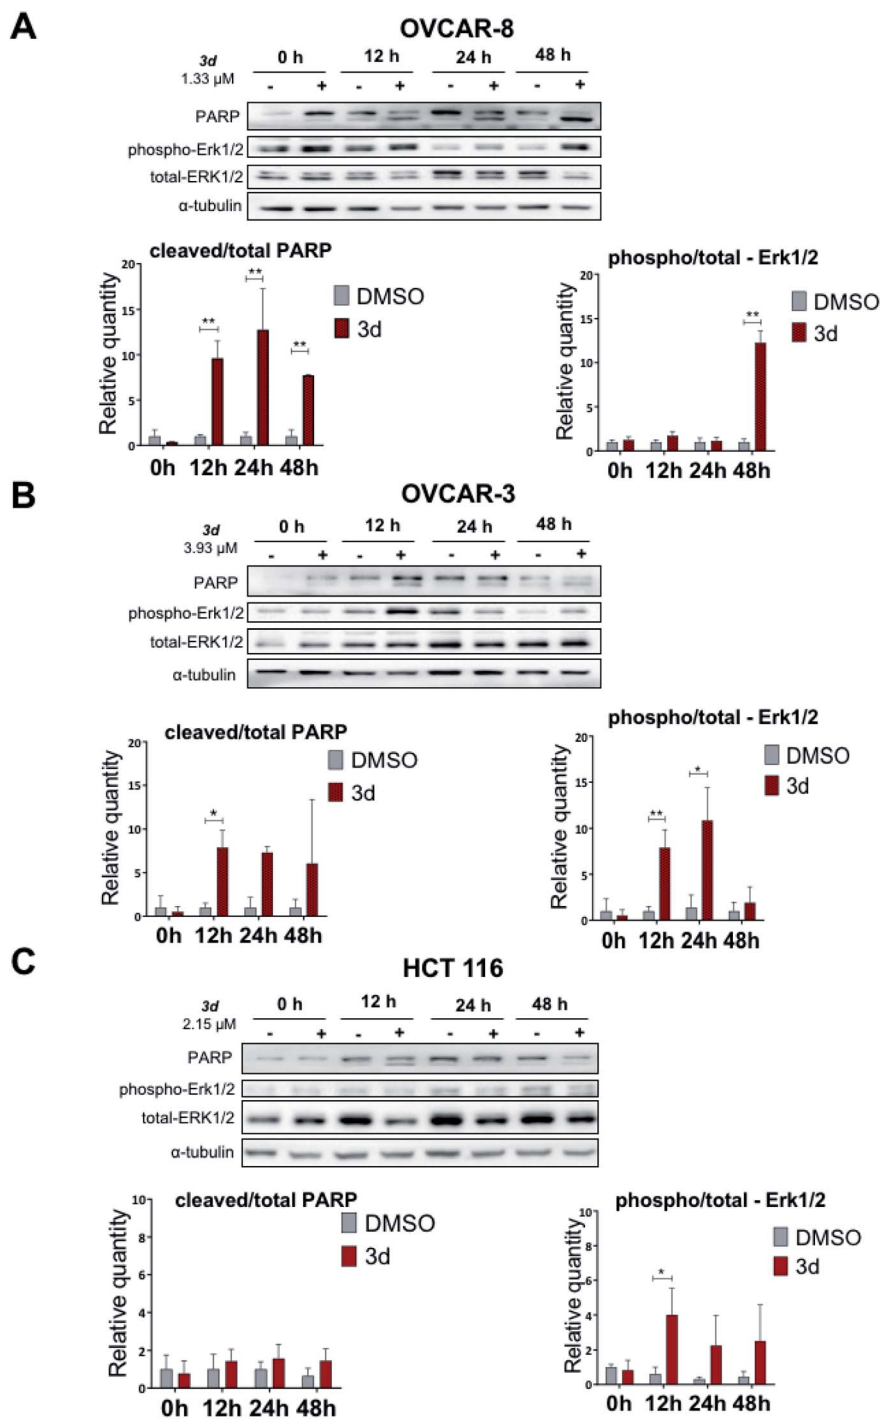 A
OVCAR-8
3d
1.33 µM
0 h 12 h 24 h 48 h
- + - + - + - +
PARP
phospho-Erk1/2
total-ERK1/2
α-tubulin
cleaved/total PARP
Relative quantity
20
15
10
5
0
** ** **
0h 12h 24h 48h
DMSO
3d
phospho/total - Erk1/2
Relative quantity
20
15
10
5
0
**
0h 12h 24h 48h
DMSO
3d
B
OVCAR-3
3d
3.93 µM
0 h 12 h 24 h 48 h
- + - + - + - +
PARP
phospho-Erk1/2
total-ERK1/2
α-tubulin
cleaved/total PARP
Relative quantity
20
15
10
5
0
*
0h 12h 24h 48h
DMSO
3d
phospho/total - Erk1/2
Relative quantity
20
15
10
5
0
** *
0h 12h 24h 48h
DMSO
3d
C
HCT 116
3d
2.15 µM
0 h 12 h 24 h 48 h
- + - + - + - +
PARP
phospho-Erk1/2
total-ERK1/2
α-tubulin
cleaved/total PARP
Relative quantity
10
8
6
4
2
0
0h 12h 24h 48h
DMSO
3d
phospho/total - Erk1/2
Relative quantity
10
8
6
4
2
0
*
0h 12h 24h 48h
DMSO
3d